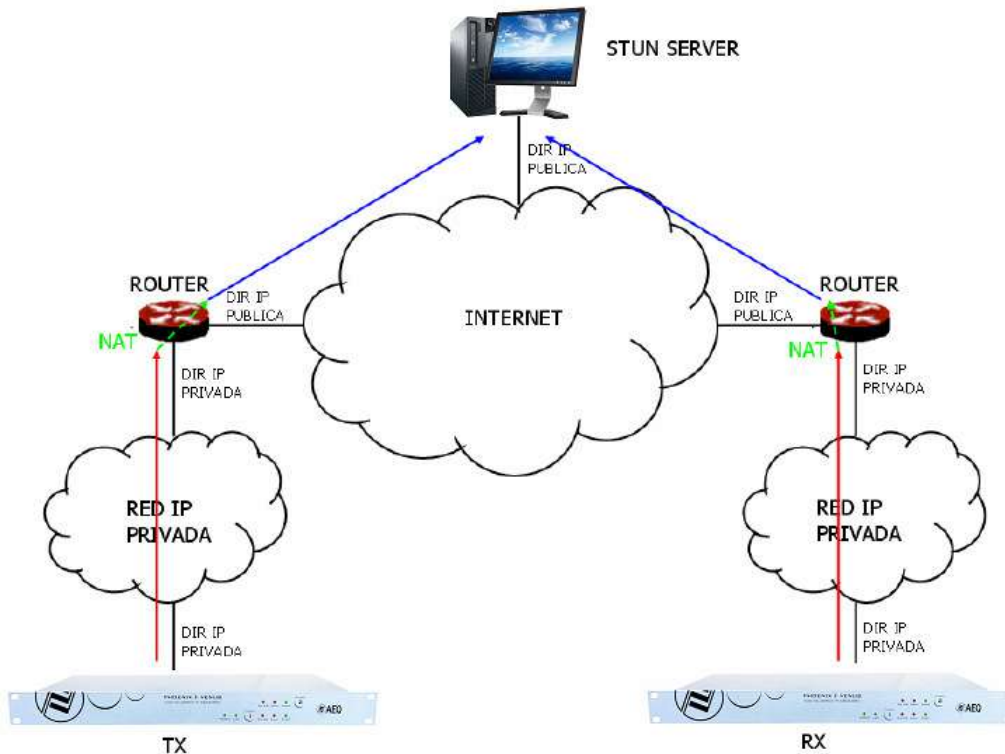 STUN SERVER
DIR IP
PUBLICA
ROUTER
DIR IP
PUBLICA
NAT
INTERNET
DIR IP
PUBLICA
ROUTER
NAT
DIR IP
PRIVADA
DIR IP
PRIVADA
RED IP
PRIVADA
RED IP
PRIVADA
DIR IP
PRIVADA
DIR IP
PRIVADA
AEQ
AEQ
TX
RX